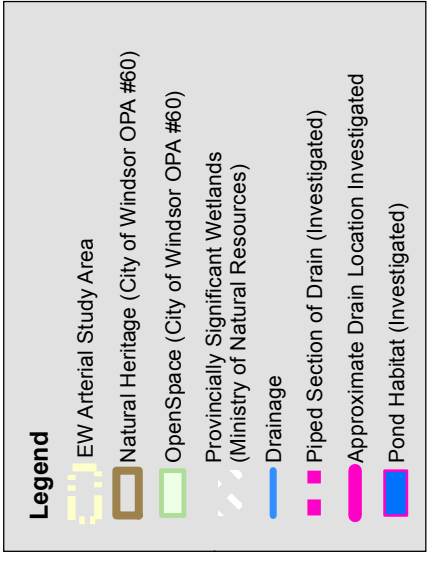 Legend
EW Arterial Study Area
Natural Heritage (City of Windsor OPA #60)
OpenSpace (City of Windsor OPA #60)
Provincially Significant Wetlands
(Ministry of Natural Resources)
Drainage
Piped Section of Drain (Investigated)
Approximate Drain Location Investigated
Pond Habitat (Investigated)